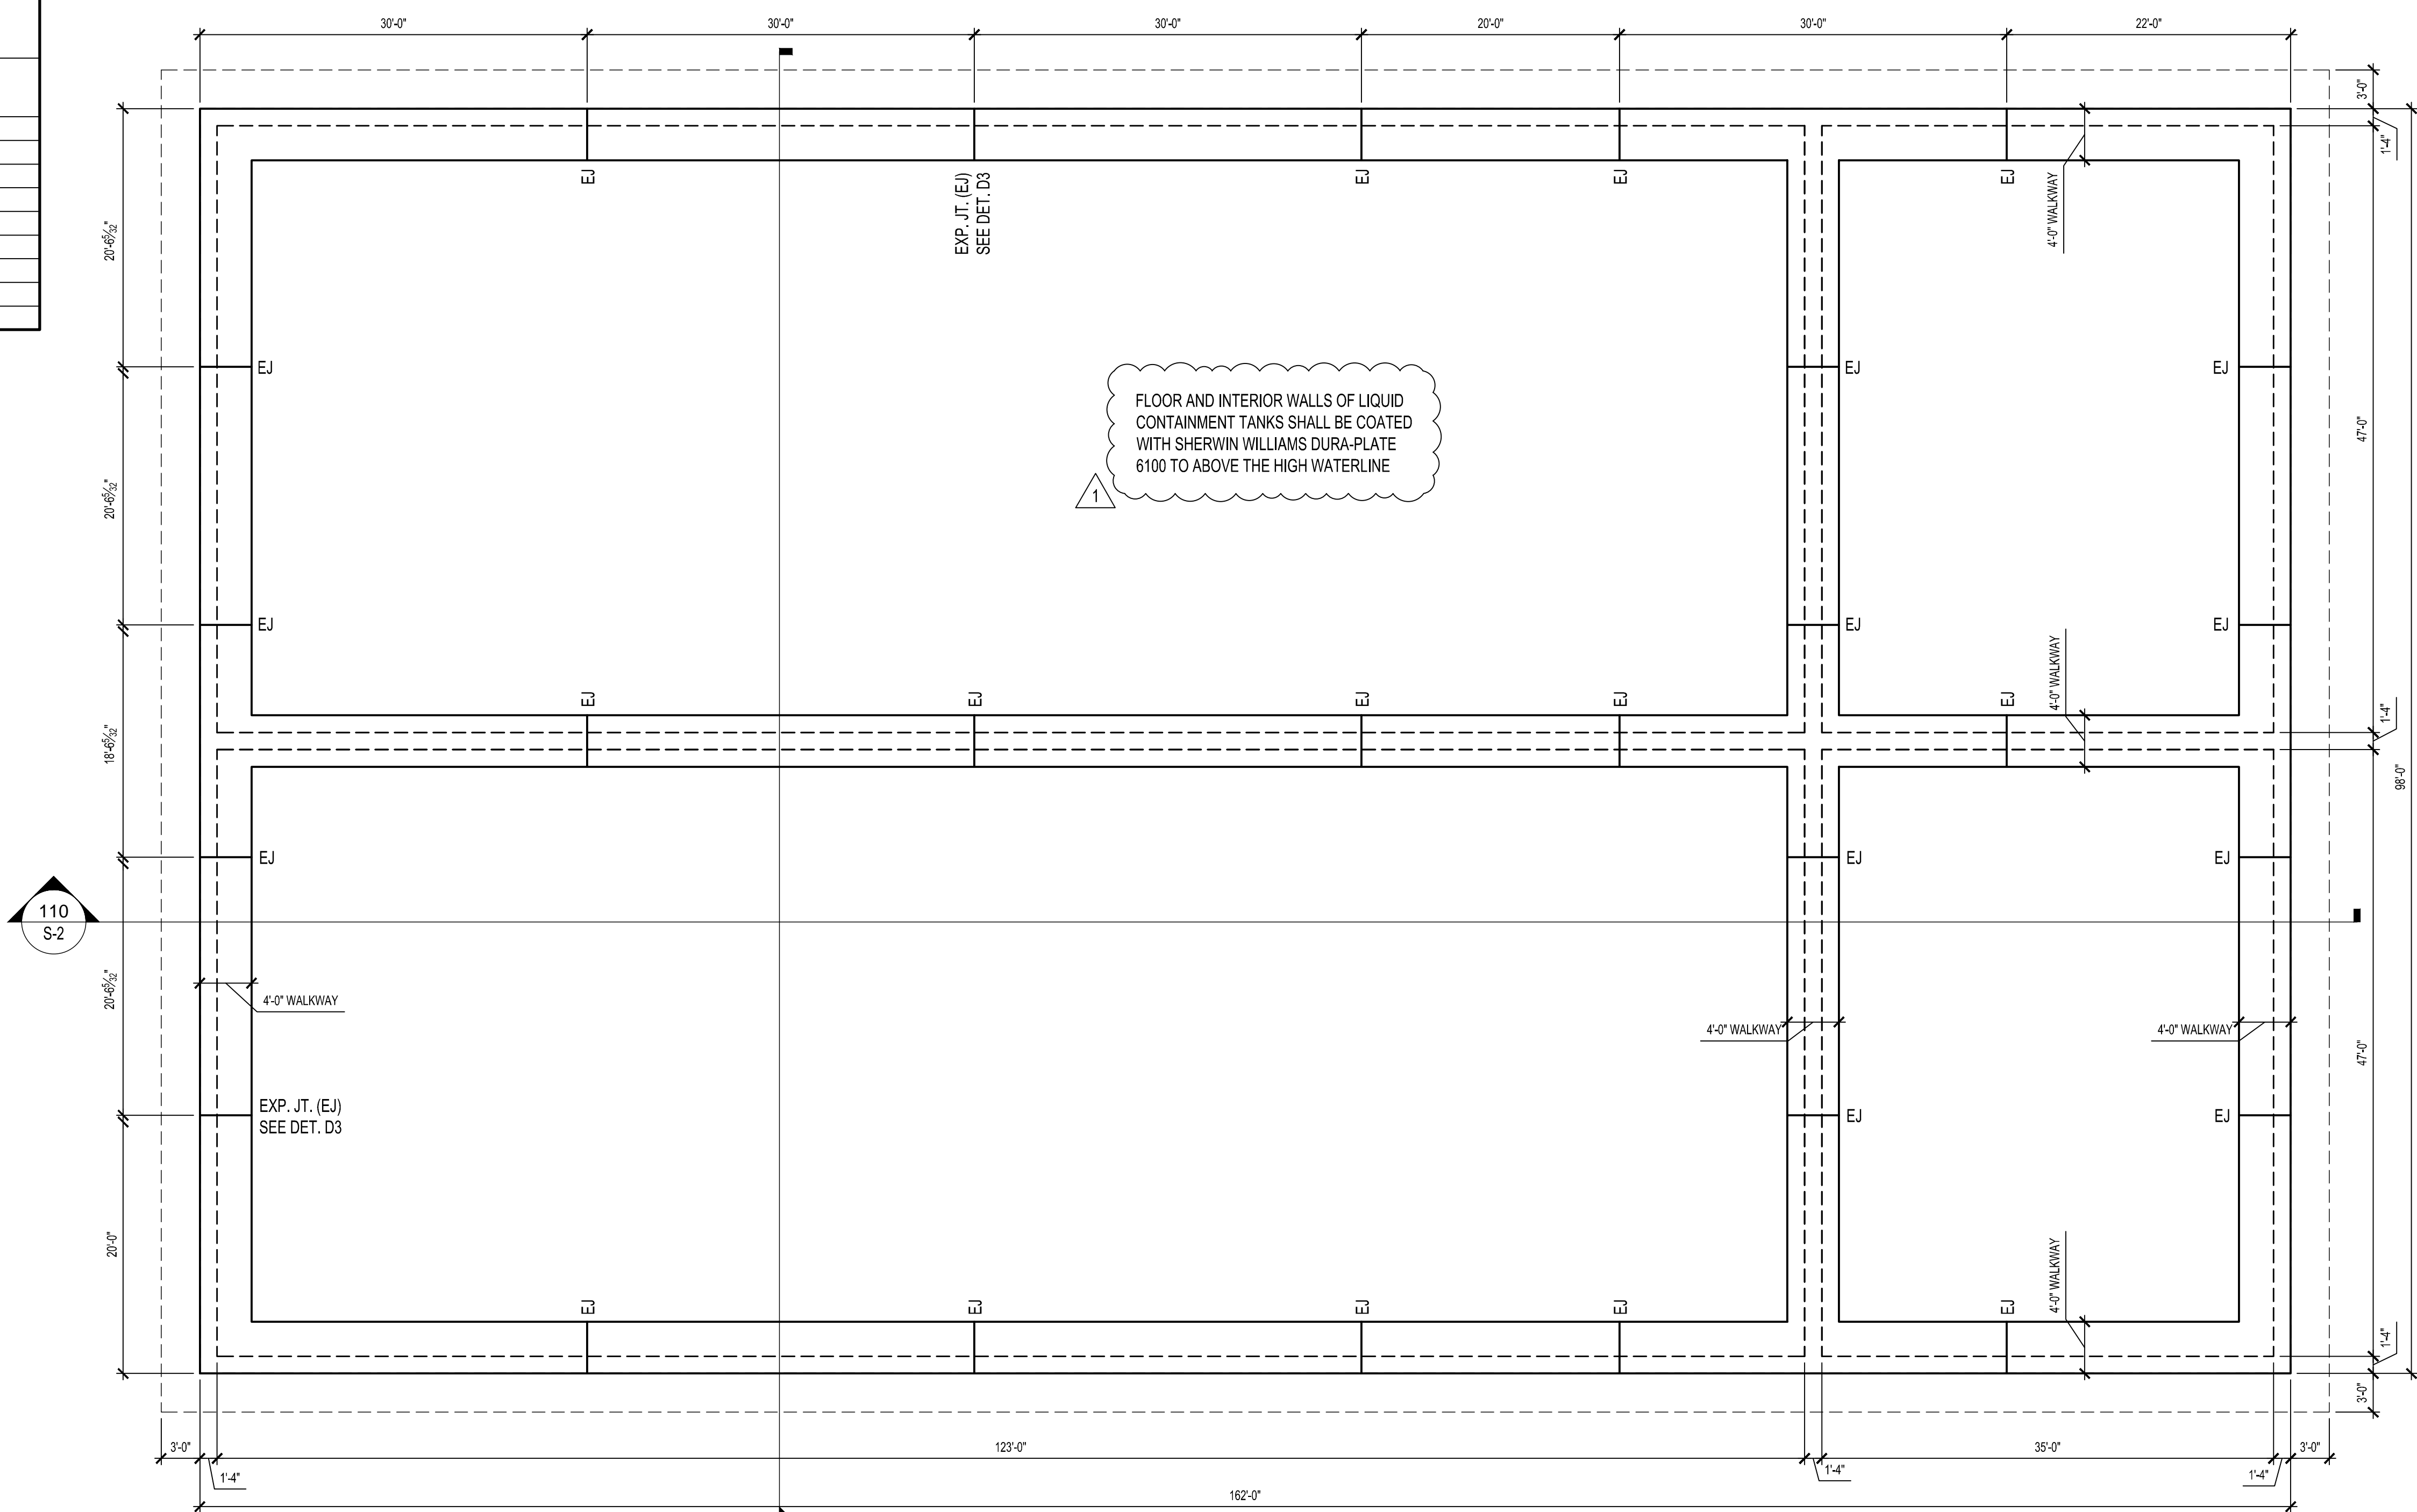 30'-0"
30'-0"
30'-0"
20'-0"
30'-0"
22'-0"
3'-0"
1'-4"
EJ
EXP. JT. (EJ)
SEE DET. D3
EJ
EJ
EJ
4'-0" WALKWAY
20'-6 5/32"
EJ
EJ
EJ
47'-0"
FLOOR AND INTERIOR WALLS OF LIQUID
CONTAINMENT TANKS SHALL BE COATED
WITH SHERWIN WILLIAMS DURA-PLATE
6100 TO ABOVE THE HIGH WATERLINE
1
20'-6 5/32"
EJ
EJ
EJ
4'-0" WALKWAY
EJ
EJ
EJ
EJ
EJ
1'-4"
18'-6 5/32"
98'-0"
EJ
EJ
EJ
110
S-2
20'-6 5/32"
4'-0" WALKWAY
4'-0" WALKWAY
4'-0" WALKWAY
47'-0"
EXP. JT. (EJ)
SEE DET. D3
EJ
EJ
20'-0"
4'-0" WALKWAY
EJ
EJ
EJ
EJ
EJ
1'-4"
3'-0"
3'-0"
123'-0"
35'-0"
3'-0"
1'-4"
1'-4"
1'-4"
162'-0"